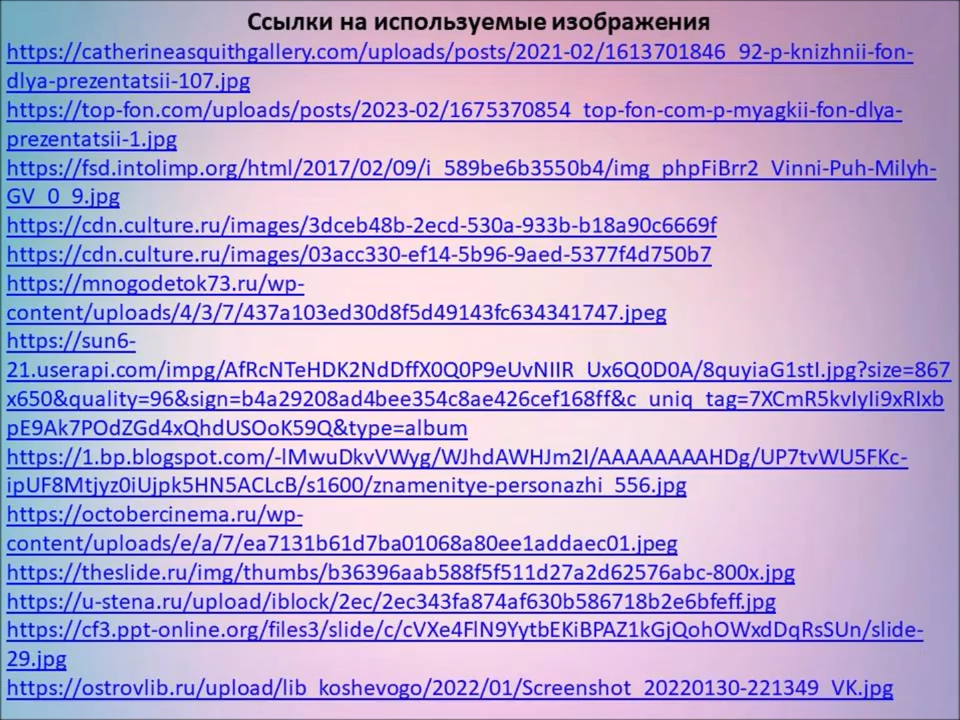 Ссылки на используемые изображения
https://catherineasquithgallery.com/uploads/posts/2021-02/1613701846_92-p-knizhnii-fon-
dlya-prezentatsii-107.jpg
https://top-fon.com/uploads/posts/2023-02/1675370854_top-fon-com-p-myagkii-fon-dlya-
prezentatsii-1.jpg
https://fsd.intolimp.org/html/2017/02/09/i_589be6b3550b4/img_phpFiBrr2_Vinni-Puh-Milyh-
GV_0_9.jpg
https://cdn.culture.ru/images/3dceb48b-2ecd-530a-933b-b18a90c6669f
https://cdn.culture.ru/images/03acc330-ef14-5b96-9aed-5377f4d750b7
https://mnogodetok73.ru/wp-
content/uploads/4/3/7/437a103ed30d8f5d49143fc634341747.jpeg
https://sun6-
21.userapi.com/impg/AfRcNTeHDK2NdDffX0Q0P9eUvNIIR_Ux6Q0D0A/8quyiaG1stI.jpg?size=867
x650&quality=96&sign=b4a29208ad4bee354c8ae426cef168ff&c_uniq_tag=7XCmR5kvIyIi9xRIxb
pE9Ak7POdZGd4xQhdUSOoK59Q&type=album
https://1.bp.blogspot.com/-lMwuDkvVWyg/WJhdAWHJm2I/AAAAAAAAHDg/UP7tvWU5FKc-
ipUF8Mtjyz0iUjpk5HN5ACLcB/s1600/znamenitye-personazhi_556.jpg
https://octobercinema.ru/wp-
content/uploads/e/a/7/ea7131b61d7ba01068a80ee1addaec01.jpeg
https://theslide.ru/img/thumbs/b36396aab588f5f511d27a2d62576abc-800x.jpg
https://u-stena.ru/upload/iblock/2ec/2ec343fa874af630b586718b2e6bfeff.jpg
https://cf3.ppt-online.org/files3/slide/c/cVXe4FlN9YytbEKiBPAZ1kGjQohOWxdDqRsSUn/slide-
29.jpg
https://ostrovlib.ru/upload/lib_koshevogo/2022/01/Screenshot_20220130-221349_VK.jpg